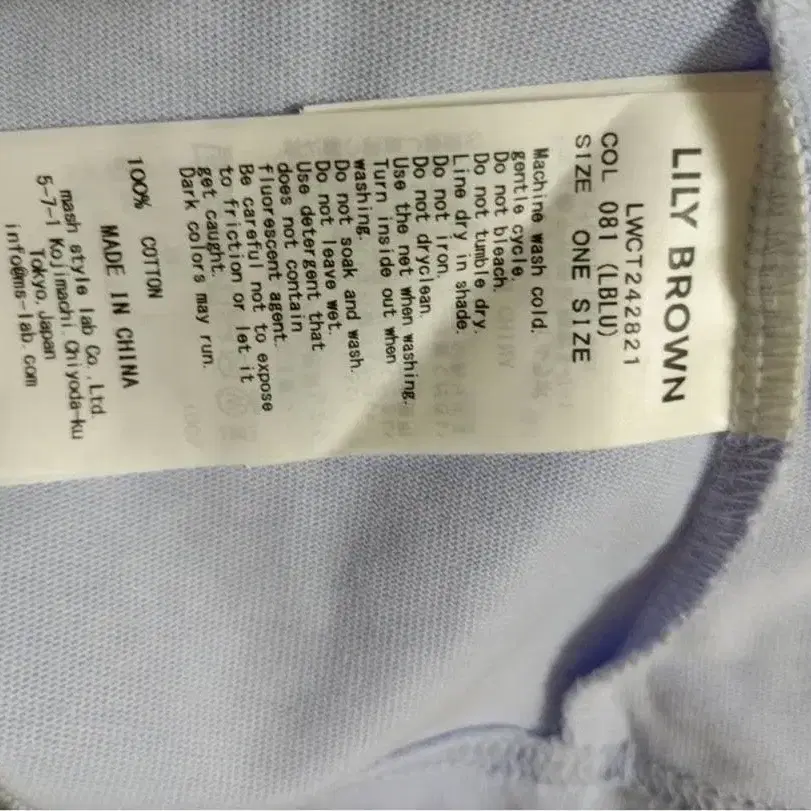 LILY BROWN
LWCT242821
COL 081 (LBLU)
SIZE ONE SIZE
Machine wash cold.
gentle cycle.
Do not bleach.
Do not tumble dry.
Line dry in shade.
Do not iron.
Do not dryclean.
Use the net when washing.
Turn inside out when
washing.
Do not soak and wash.
Do not leave wet.
Use detergent that
does not contain
fluorescent agent.
Be careful not to expose
to friction or let it
get caught.
Dark colors may run.
100% COTTON
MADE IN CHINA
mash style lab Co., Ltd.
5-7-1 Kojimachi Chiyoda-ku
Tokyo, Japan
info@ms-lab.com